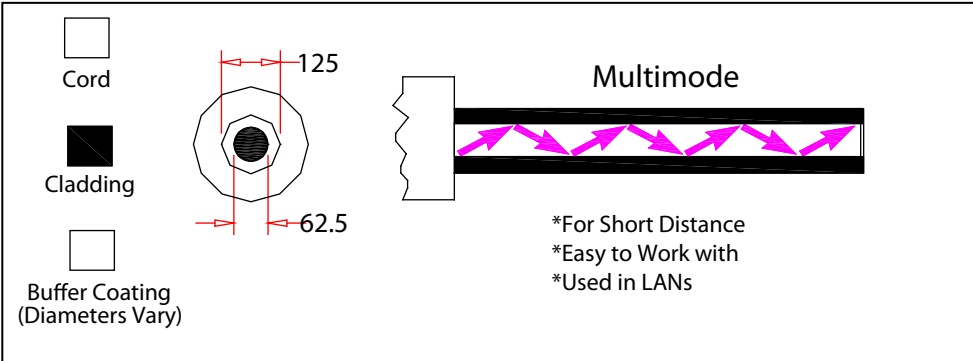 Cord
Cladding
Buffer Coating
(Diameters Vary)
125
62.5
Multimode
*For Short Distance
*Easy to Work with
*Used in LANs